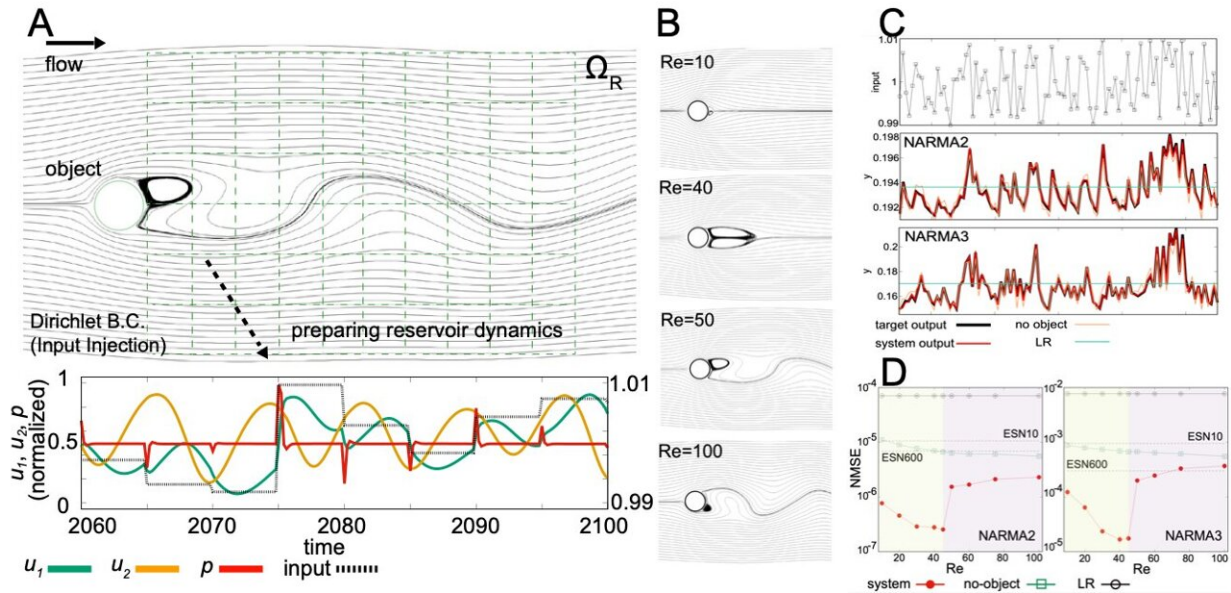 A
flow
Ω_R
object
Dirichlet B.C.
(Input Injection)
preparing reservoir dynamics
1
0.5
0
u₁, u₂, p
(normalized)
1.01
0.99
2060 2070 2080 2090 2100
time
u₁ u₂ p input
B
Re=10
Re=40
Re=50
Re=100
C
1.01
1
0.99
input
NARMA2
0.198
0.196
0.194
0.192
y
NARMA3
0.2
0.18
0.16
y
target output no object
system output LR
D
10⁻⁴
10⁻⁵
10⁻⁶
10⁻⁷
NMSE
ESN10
ESN600
NARMA2
20 40 60 80 100
Re
10⁻²
10⁻³
10⁻⁴
10⁻⁵
ESN10
ESN600
NARMA3
20 40 60 80 100
Re
system no-object LR